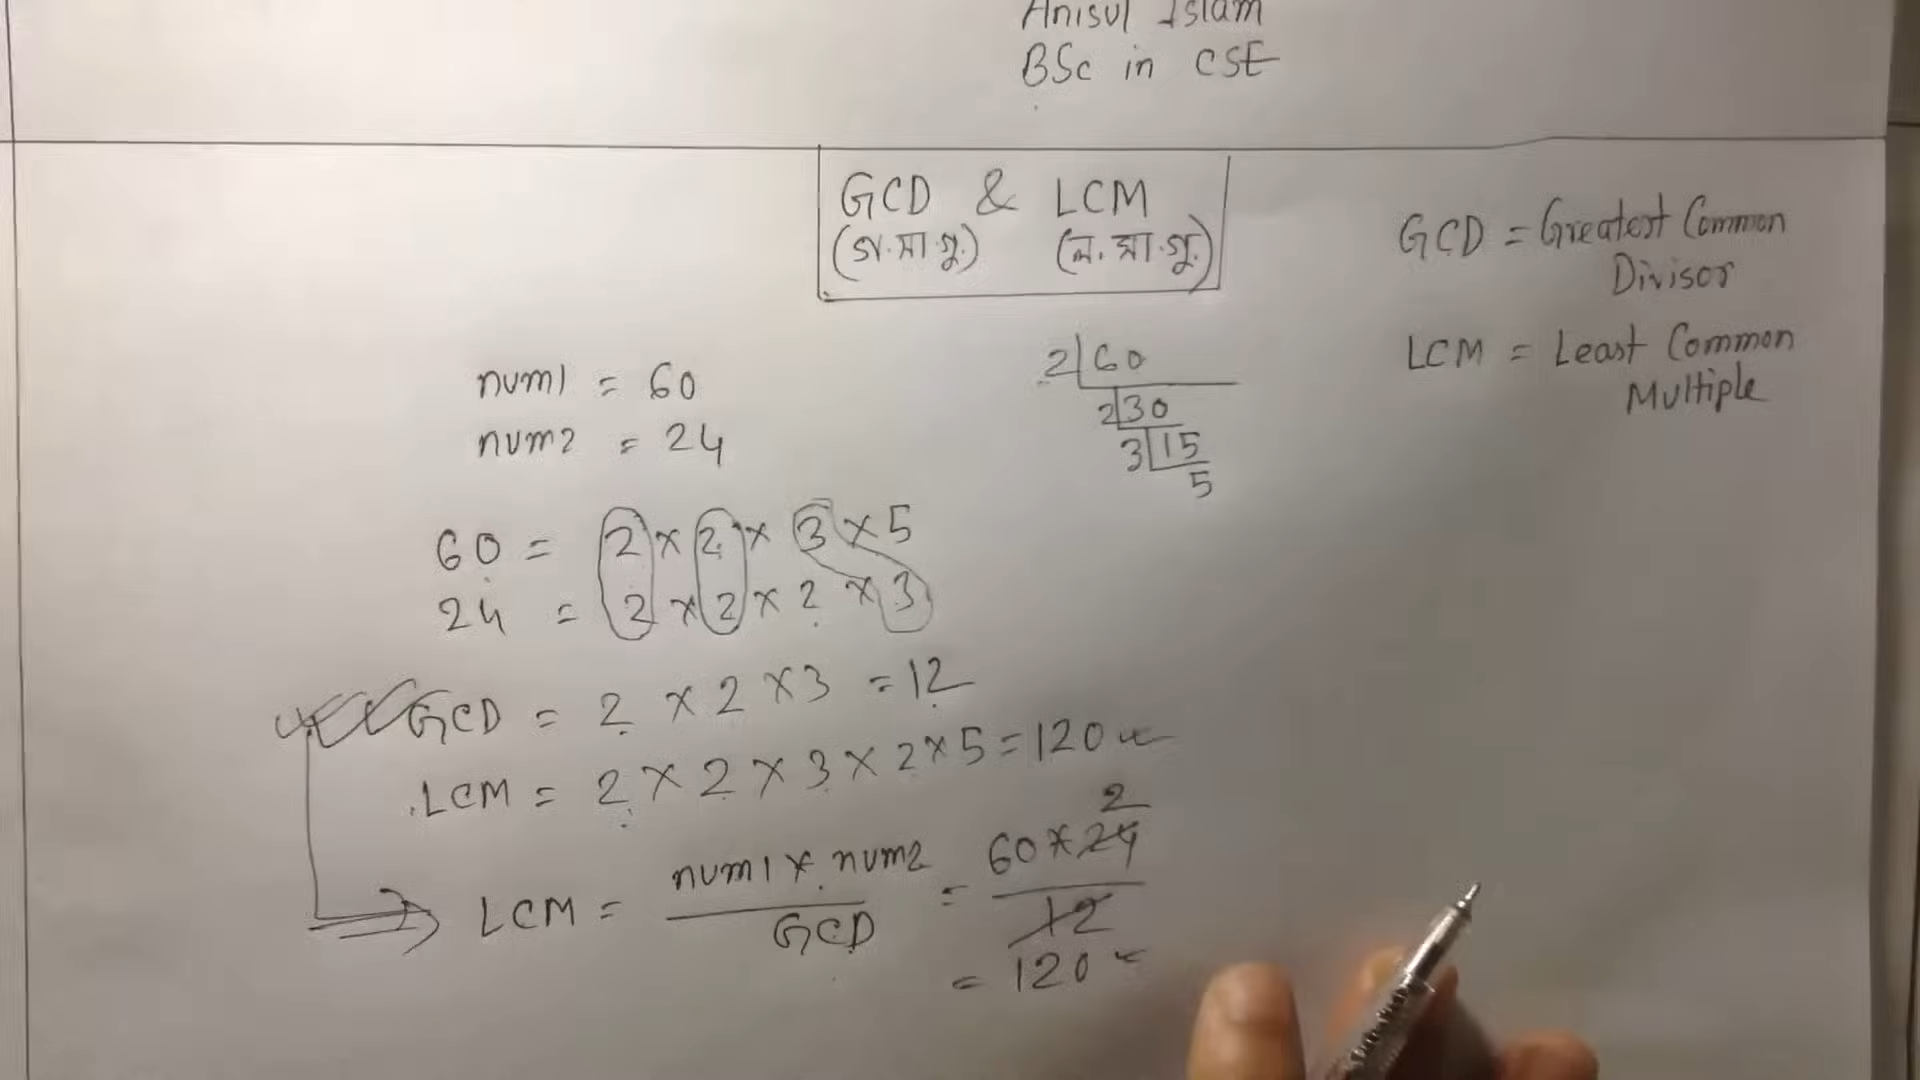 Anisul Islam
BSc in CSE
GCD & LCM
(গ.সা.গু.) (ল.সা.গু.)
GCD = Greatest Common
Divisor
LCM = Least Common
Multiple
num1 = 60
num2 = 24
2 60
2 30
3 15
5
60 = 2 × 2 × 3 × 5
24 = 2 × 2 × 2 × 3
GCD = 2 × 2 × 3 = 12
LCM = 2 × 2 × 3 × 2 × 5 = 120
2
LCM = num1 * num2 / GCD = 60 * 24 / 12
= 120